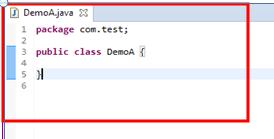 DemoA.java
1 package com.test;
2
3 public class DemoA {
4
5 }
6